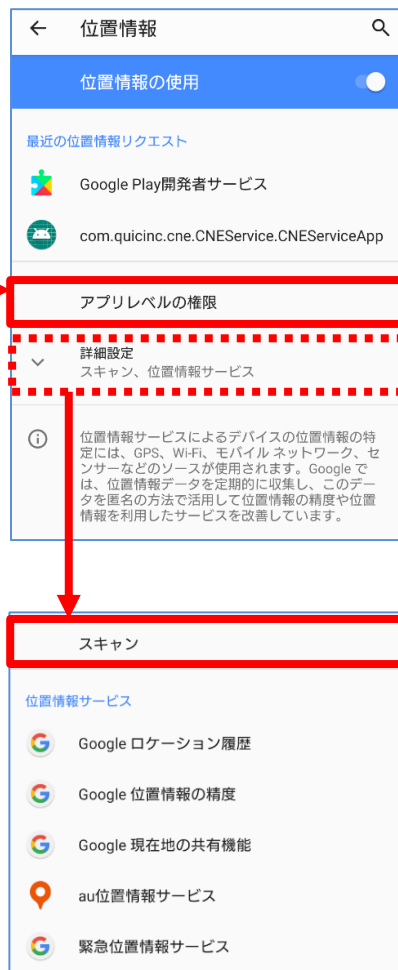 位置情報
位置情報の使用
最近の位置情報リクエスト
Google Play開発者サービス
com.quicinc.cne.CNEService.CNEServiceApp
アプリレベルの権限
詳細設定
スキャン、位置情報サービス
位置情報サービスによるデバイスの位置情報の特
定には、GPS、Wi-Fi、モバイル ネットワーク、セ
ンサーなどのソースが使用されます。Google で
は、位置情報データを定期的に収集し、このデー
タを匿名の方法で活用して位置情報の精度や位置
情報を利用したサービスを改善しています。
スキャン
位置情報サービス
Google ロケーション履歴
Google 位置情報の精度
Google 現在地の共有機能
au位置情報サービス
緊急位置情報サービス